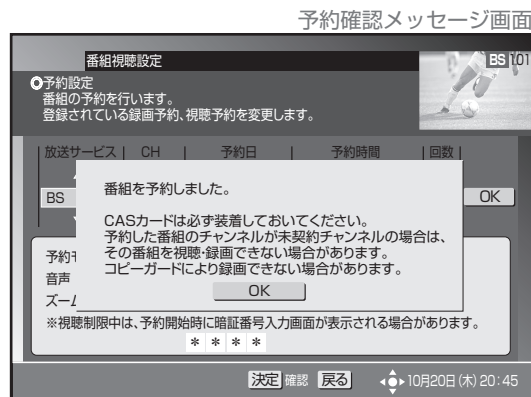 予約確認メッセージ画面
番組視聴設定
BS 101
予約設定
番組の予約を行います。
登録されている録画予約、視聴予約を変更します。
放送サービス | CH | 予約日 | 予約時間 | 回数 |
BS
OK
番組を予約しました。
CASカードは必ず装着しておいてください。
予約した番組のチャンネルが未契約チャンネルの場合は、
その番組を視聴・録画できない場合があります。
コピーガードにより録画できない場合があります。
OK
予約
音声
ズーム
※視聴制限中は、予約開始時に暗証番号入力画面が表示される場合があります。
* * * *
決定 確認 戻る 10月20日(木) 20:45